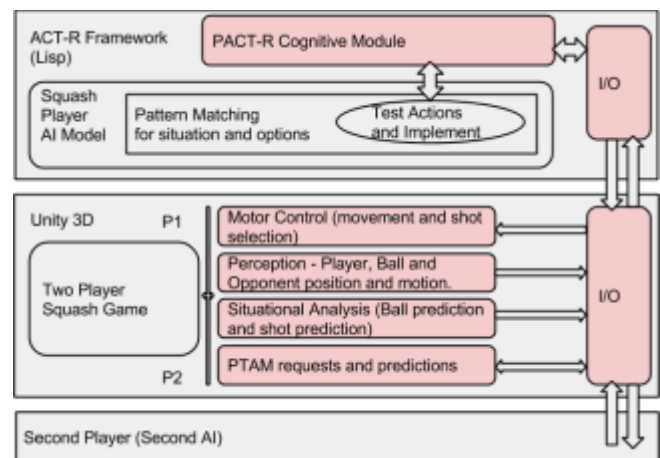 ACT-R Framework
(Lisp)
PACT-R Cognitive Module
I/O
Squash
Player
AI Model
Pattern Matching
for situation and options
Test Actions
and Implement
Unity 3D
P1
Two Player
Squash Game
P2
Motor Control (movement and shot
selection)
Perception - Player, Ball and
Opponent position and motion.
Situational Analysis (Ball prediction
and shot prediction)
PTAM requests and predictions
I/O
Second Player (Second AI)